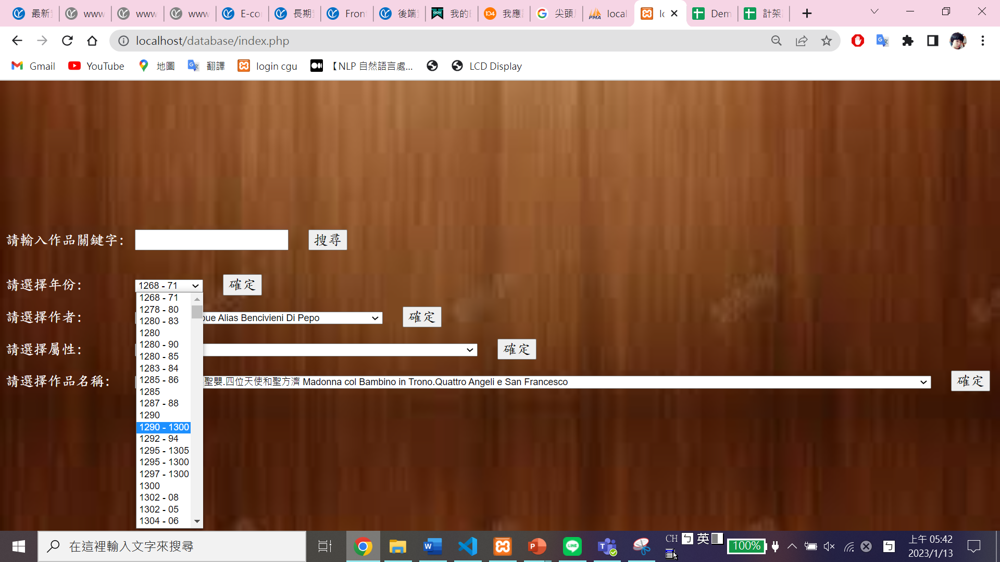 最新
www
www
www
E-co
長期
Fron
後端
我的
104
我應
尖頭
PMA
local
lo
Dem
計架
localhost/database/index.php
Gmail
YouTube
地圖
翻譯
login cgu
【NLP 自然語言處...
LCD Display
請輸入作品關鍵字:
搜尋
請選擇年份:
1268 - 71
確定
1268 - 71
1278 - 80
1280 - 83
1280
1280 - 90
1280 - 85
1283 - 84
1285 - 86
1285
1287 - 88
1290
1290 - 1300
1292 - 94
1295 - 1305
1295 - 1300
1297 - 1300
1300
1302 - 08
1302 - 05
1304 - 06
請選擇作者:
ue Alias Bencivieni Di Pepo
確定
請選擇屬性:
確定
請選擇作品名稱:
聖嬰.四位天使和聖方濟 Madonna col Bambino in Trono.Quattro Angeli e San Francesco
確定
在這裡輸入文字來搜尋
CH ㄅ 英
100%
ㄅ
上午 05:42
2023/1/13